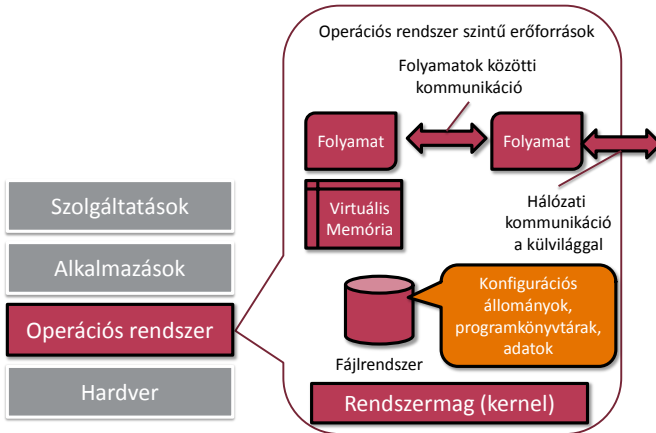 Operációs rendszer szintű erőforrások
Folyamatok közötti
kommunikáció
Folyamat
Folyamat
Virtuális
Memória
Hálózati
kommunikáció
a külvilággal
Szolgáltatások
Alkalmazások
Operációs rendszer
Hardver
Konfigurációs
állományok,
programkönyvtárak,
adatok
Fájlrendszer
Rendszermag (kernel)